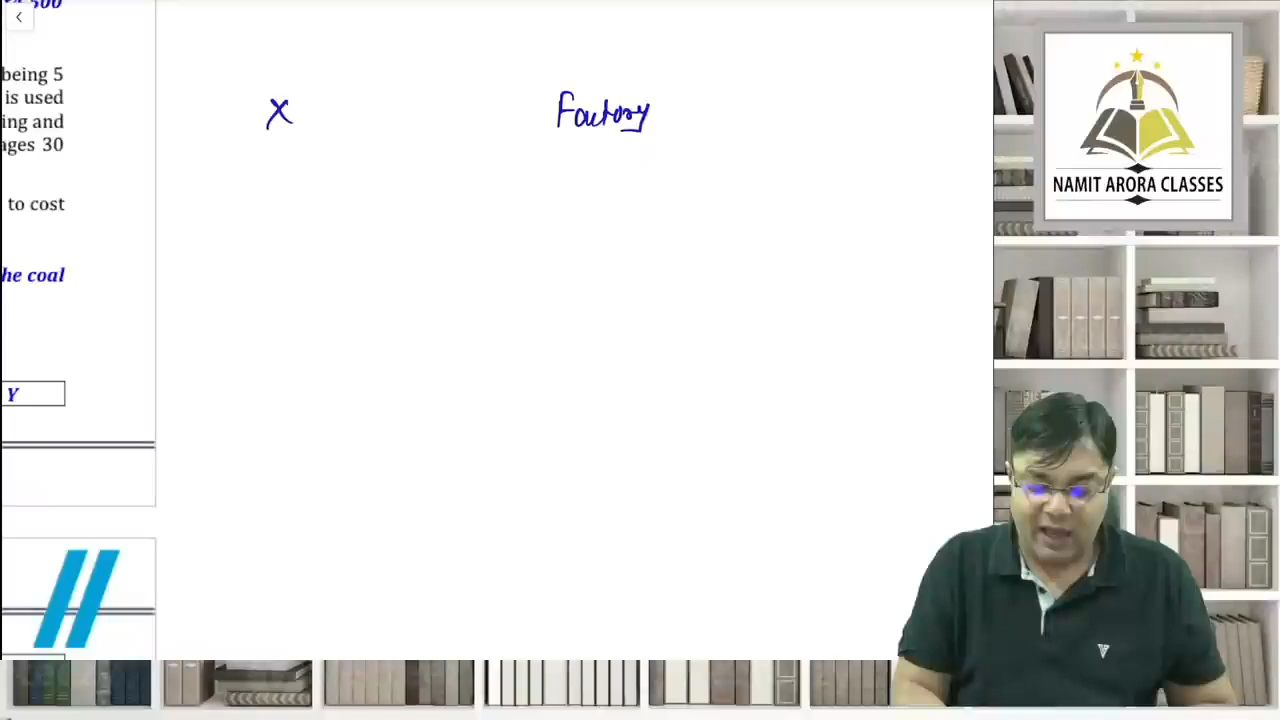 being 5
is used
ing and
ages 30
to cost
he coal
Y
X Factory
NAMIT ARORA CLASSES